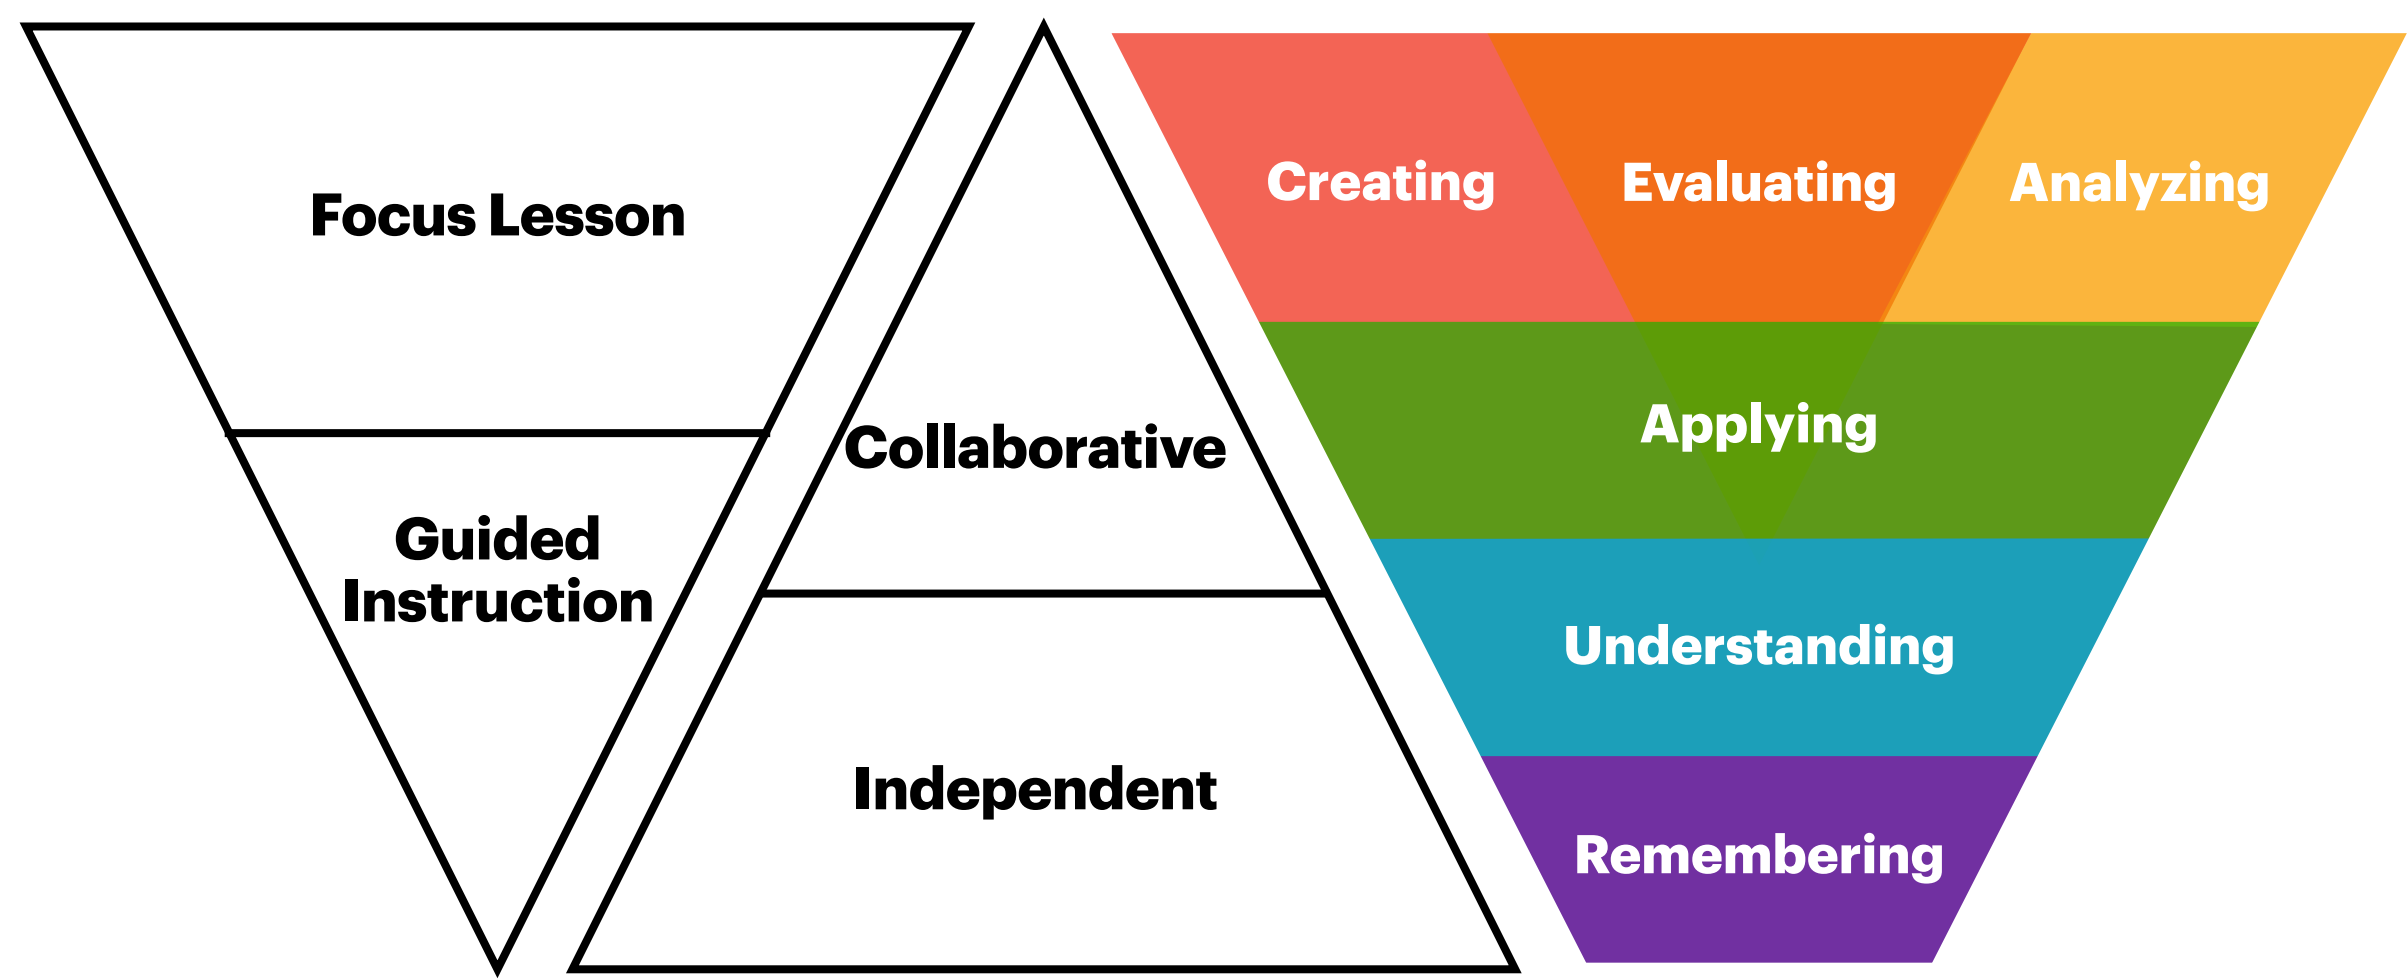 Focus Lesson
Guided
Instruction
Collaborative
Independent
Creating
Evaluating
Analyzing
Applying
Understanding
Remembering